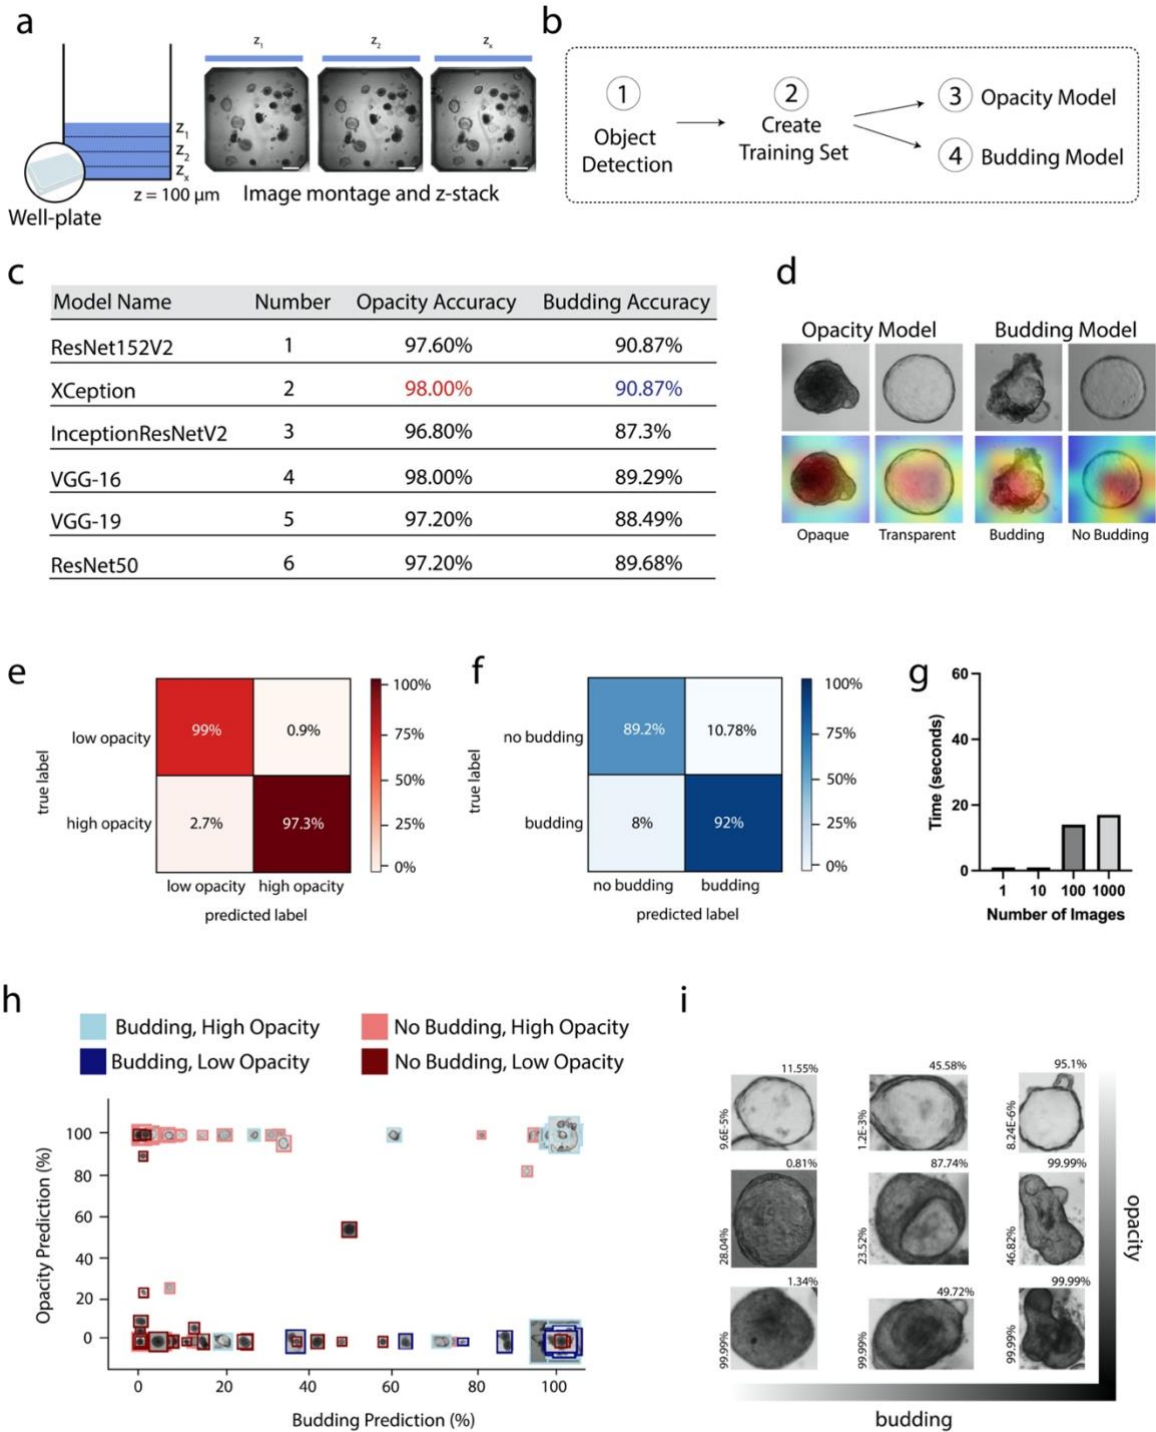 a
z1
z2
zx
z1
z2
zx
z = 100 μm
Well-plate
Image montage and z-stack
b
1
Object
Detection
2
Create
Training Set
3 Opacity Model
4 Budding Model
c
Model Name Number Opacity Accuracy Budding Accuracy
ResNet152V2 1 97.60% 90.87%
XCeption 2 98.00% 90.87%
InceptionResNetV2 3 96.80% 87.3%
VGG-16 4 98.00% 89.29%
VGG-19 5 97.20% 88.49%
ResNet50 6 97.20% 89.68%
d
Opacity Model Budding Model
Opaque Transparent Budding No Budding
e
true label
low opacity 99% 0.9%
high opacity 2.7% 97.3%
low opacity high opacity
predicted label
100%
75%
50%
25%
0%
f
true label
no budding 89.2% 10.78%
budding 8% 92%
no budding budding
predicted label
100%
75%
50%
25%
0%
g
Time (seconds)
60
40
20
0
1 10 100 1000
Number of Images
h
Budding, High Opacity No Budding, High Opacity
Budding, Low Opacity No Budding, Low Opacity
Opacity Prediction (%)
100
80
60
40
20
0
0 20 40 60 80 100
Budding Prediction (%)
i
11.55% 45.58% 95.1%
9.6E-5% 1.2E-3% 8.24E-6%
0.81% 87.74% 99.99%
28.04% 23.52% 46.82%
1.34% 49.72% 99.99%
99.99% 99.99% 99.99%
opacity
budding